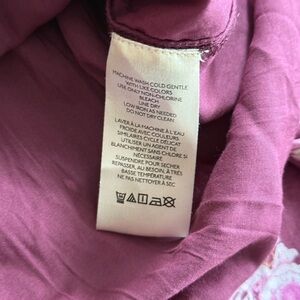 MACHINE WASH COLD GENTLE
WITH LIKE COLORS
USE ONLY NON-CHLORINE
BLEACH
LINE DRY
LOW IRON AS NEEDED
DO NOT DRY CLEAN
LAVER À LA MACHINE À L'EAU
FROIDE AVEC COULEURS
SIMILAIRES CYCLE DELICAT
UTILISER UN AGENT DE
BLANCHIMENT SANS CHLORE SI
NÉCESSAIRE
SUSPENDRE POUR SECHER
REPASSER, AU BESOIN, À TRÈS
BASSE TEMPÉRATURE
NE PAS NETTOYER À SEC